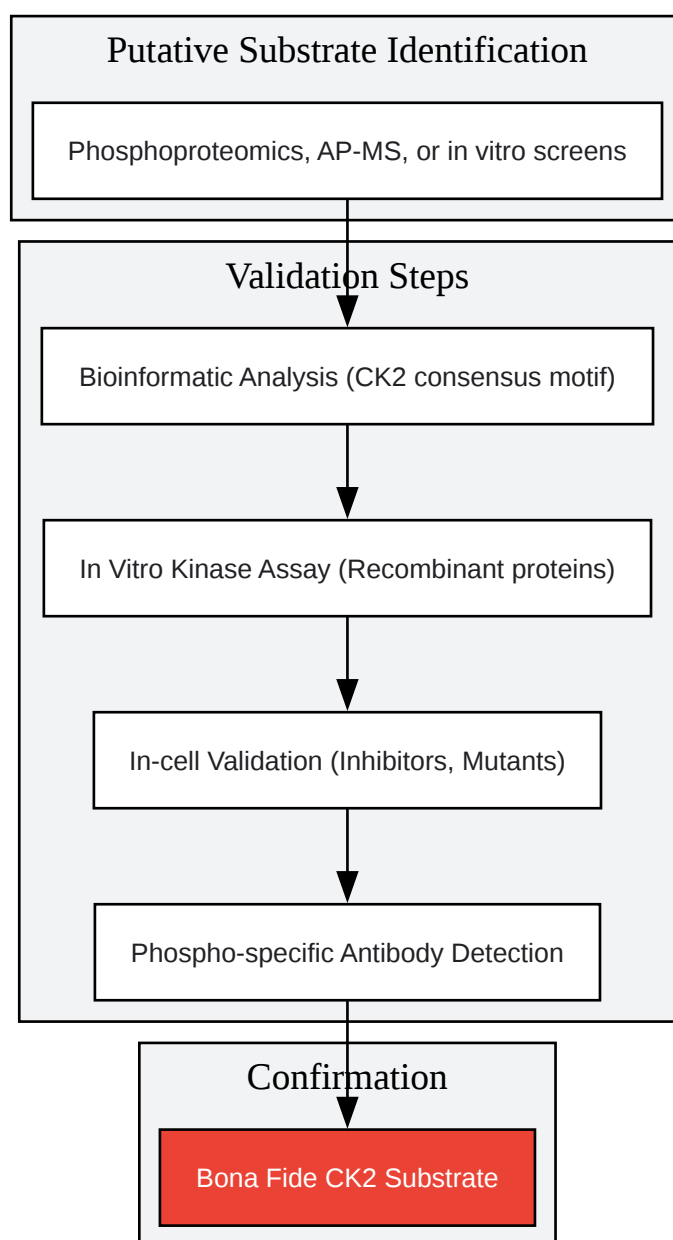 Putative Substrate Identification
Phosphoproteomics, AP-MS, or in vitro screens
Validation Steps
Bioinformatic Analysis (CK2 consensus motif)
In Vitro Kinase Assay (Recombinant proteins)
In-cell Validation (Inhibitors, Mutants)
Phospho-specific Antibody Detection
Confirmation
Bona Fide CK2 Substrate